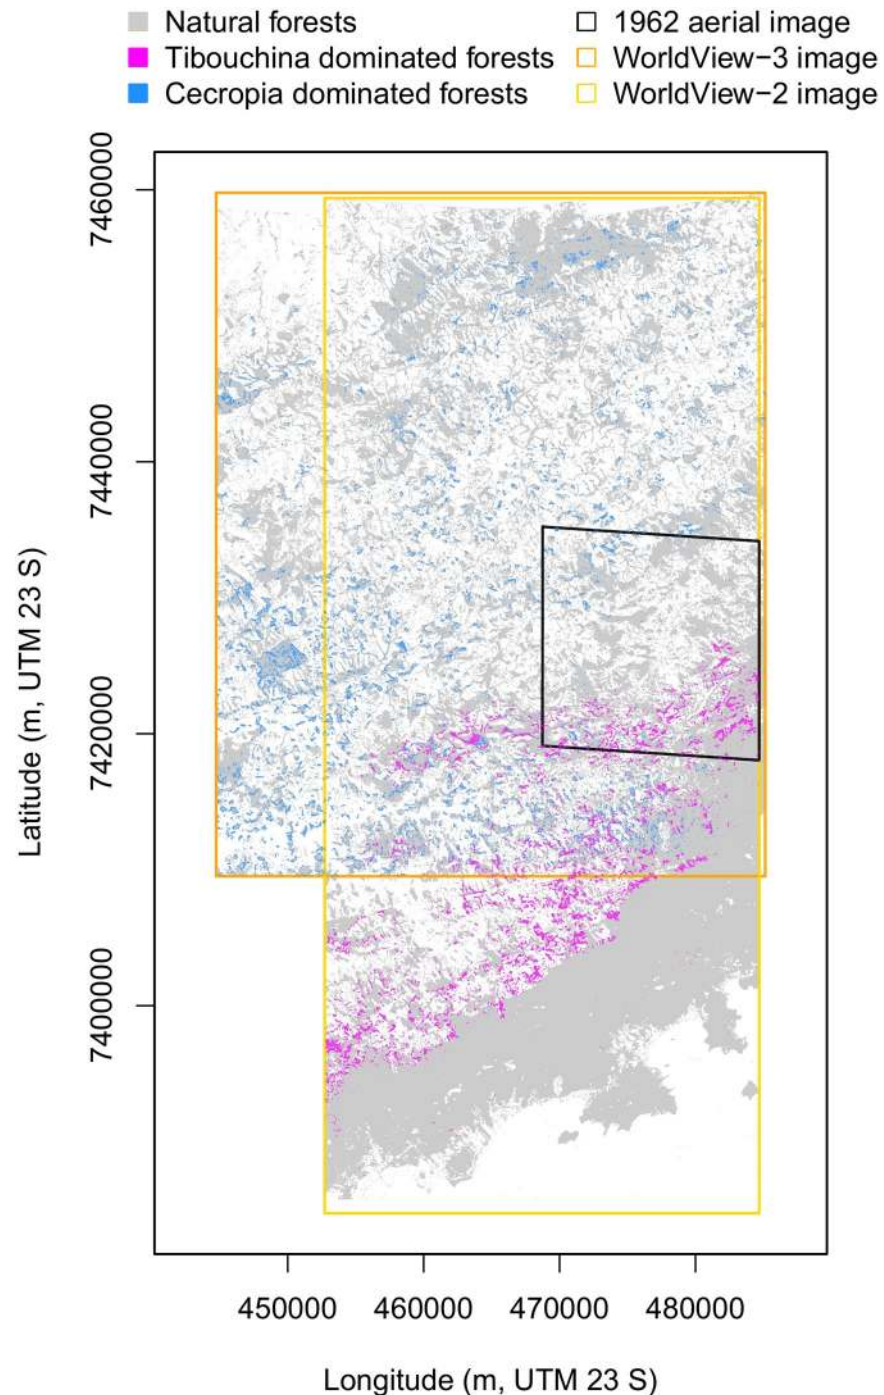 Natural forests
Tibouchina dominated forests
Cecropia dominated forests
1962 aerial image
WorldView−3 image
WorldView−2 image
7460000
7440000
7420000
7400000
Latitude (m, UTM 23 S)
450000 460000 470000 480000
Longitude (m, UTM 23 S)